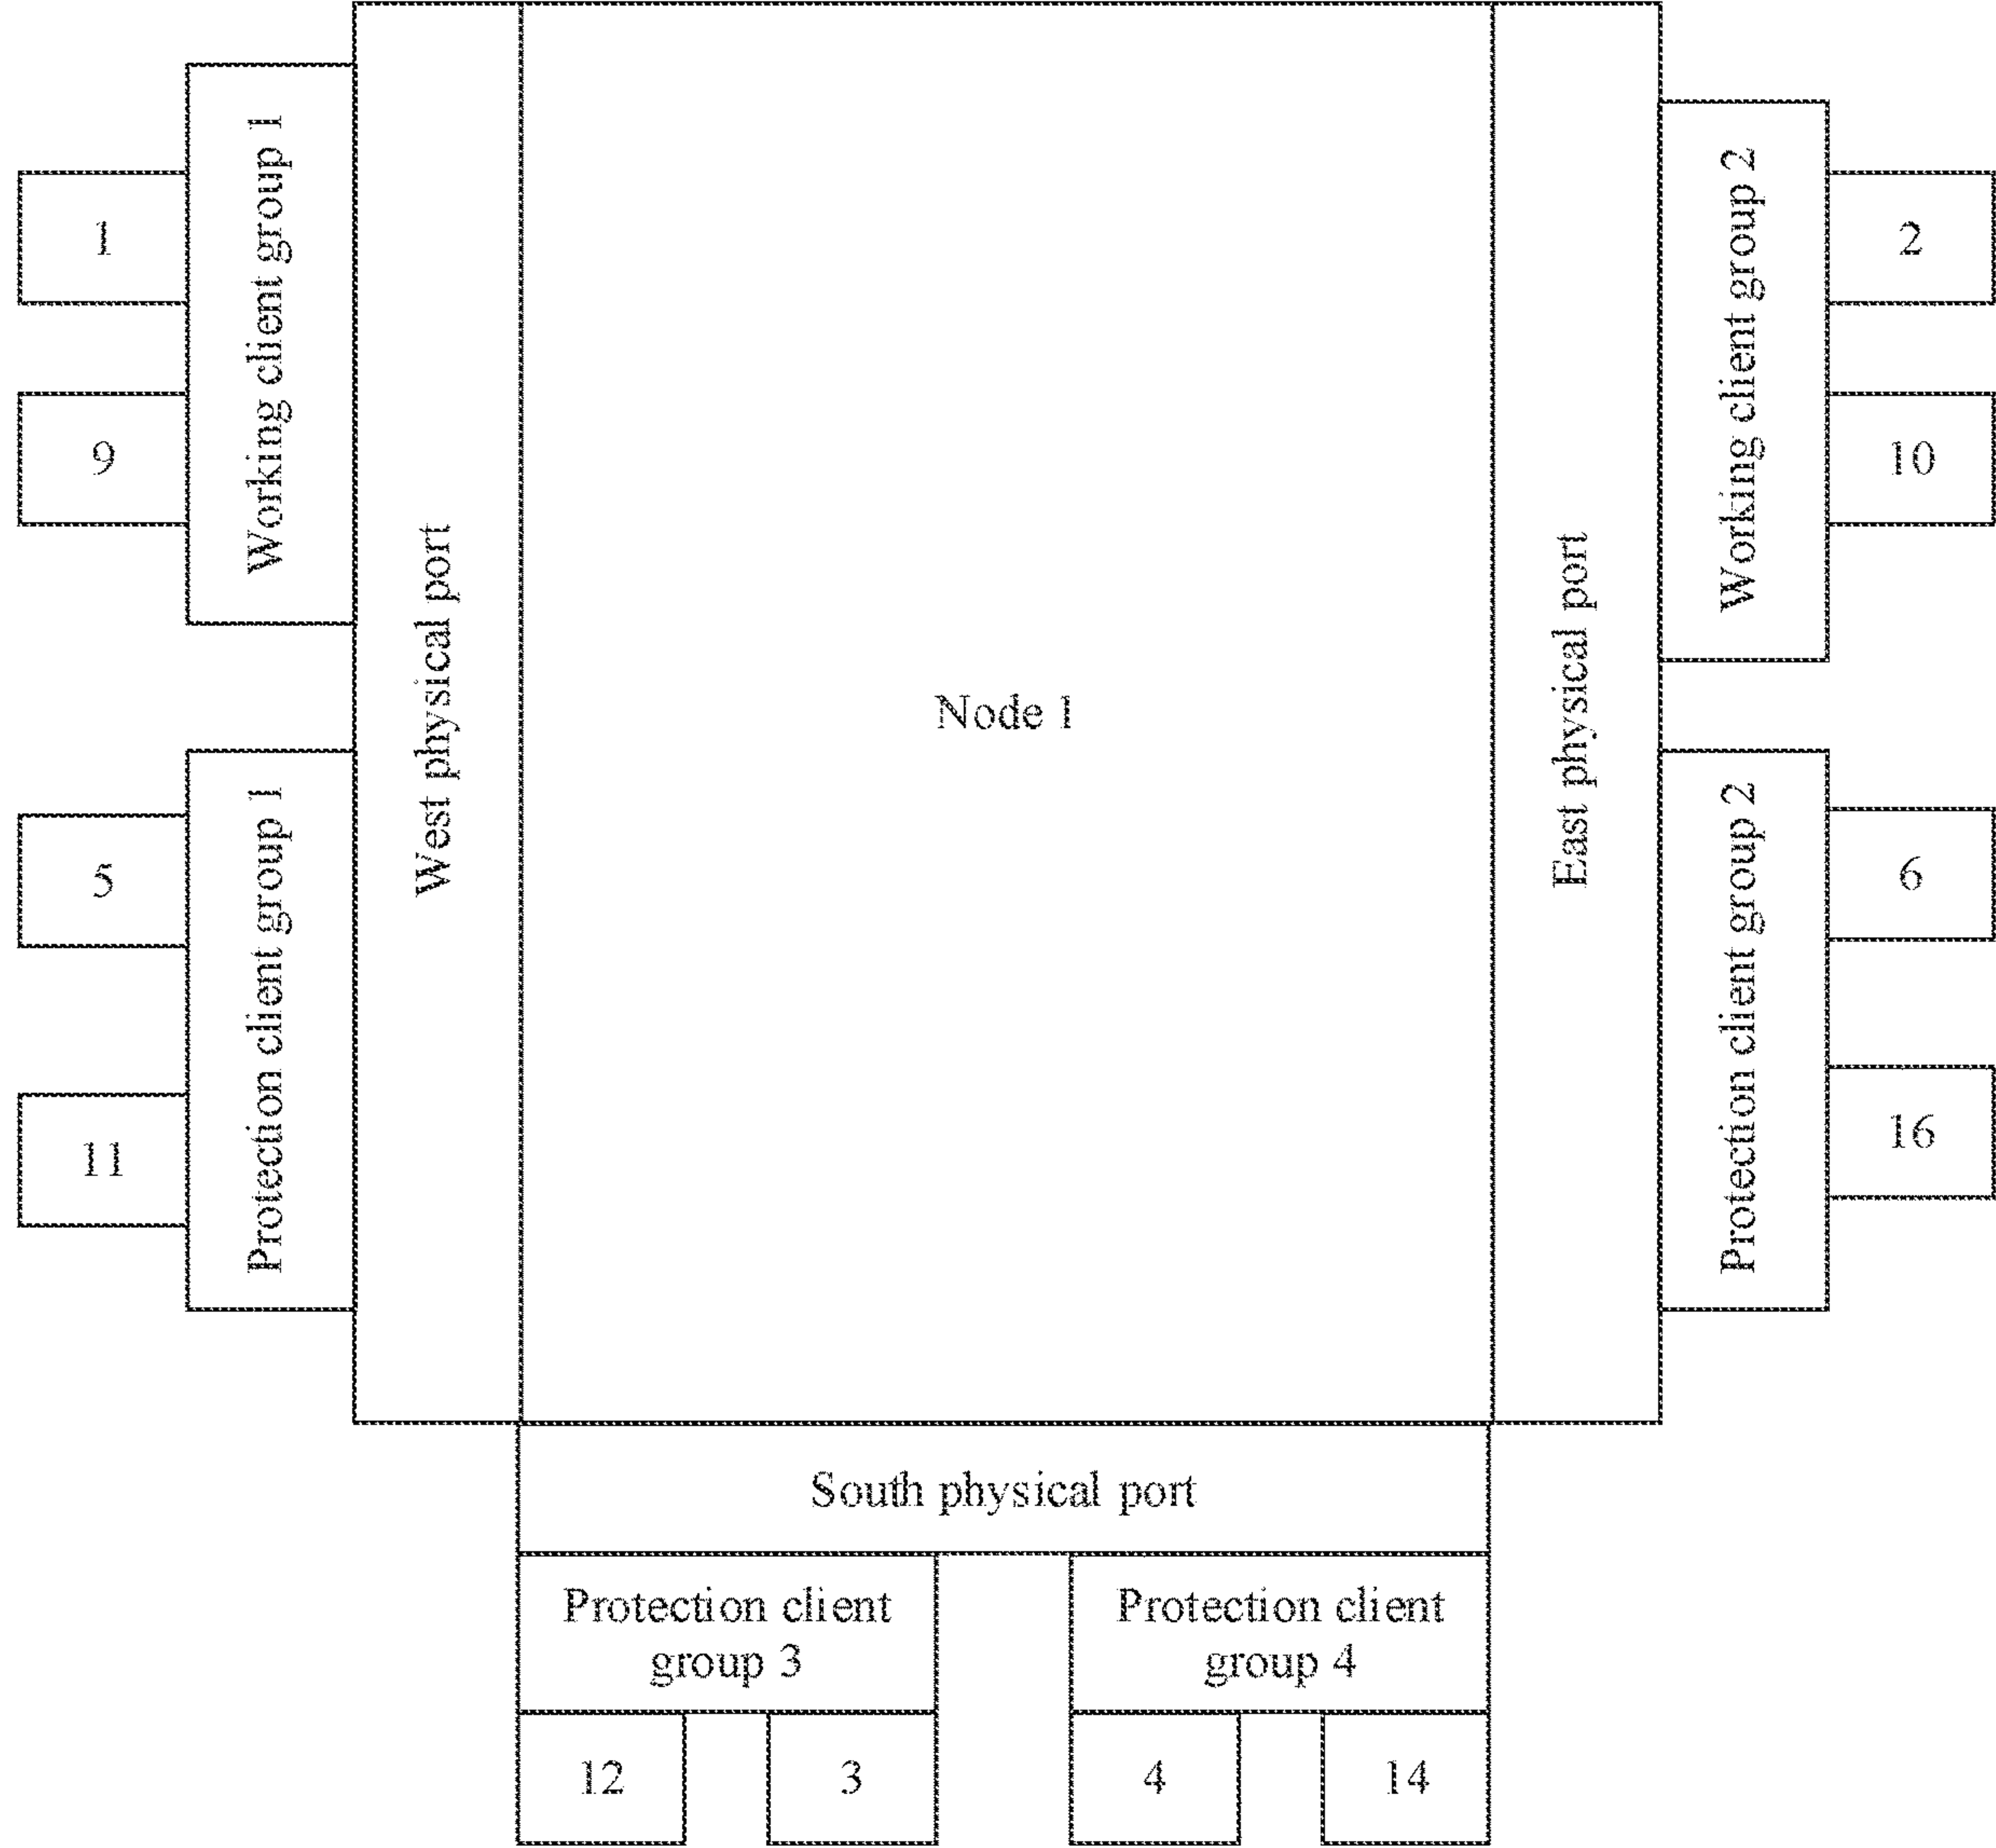 1
9
Working client group 1
5
11
Protection client group 1
West physical port
Node 1
East physical port
Working client group 2
2
10
Protection client group 2
6
16
South physical port
Protection client
group 3
12
3
Protection client
group 4
4
14